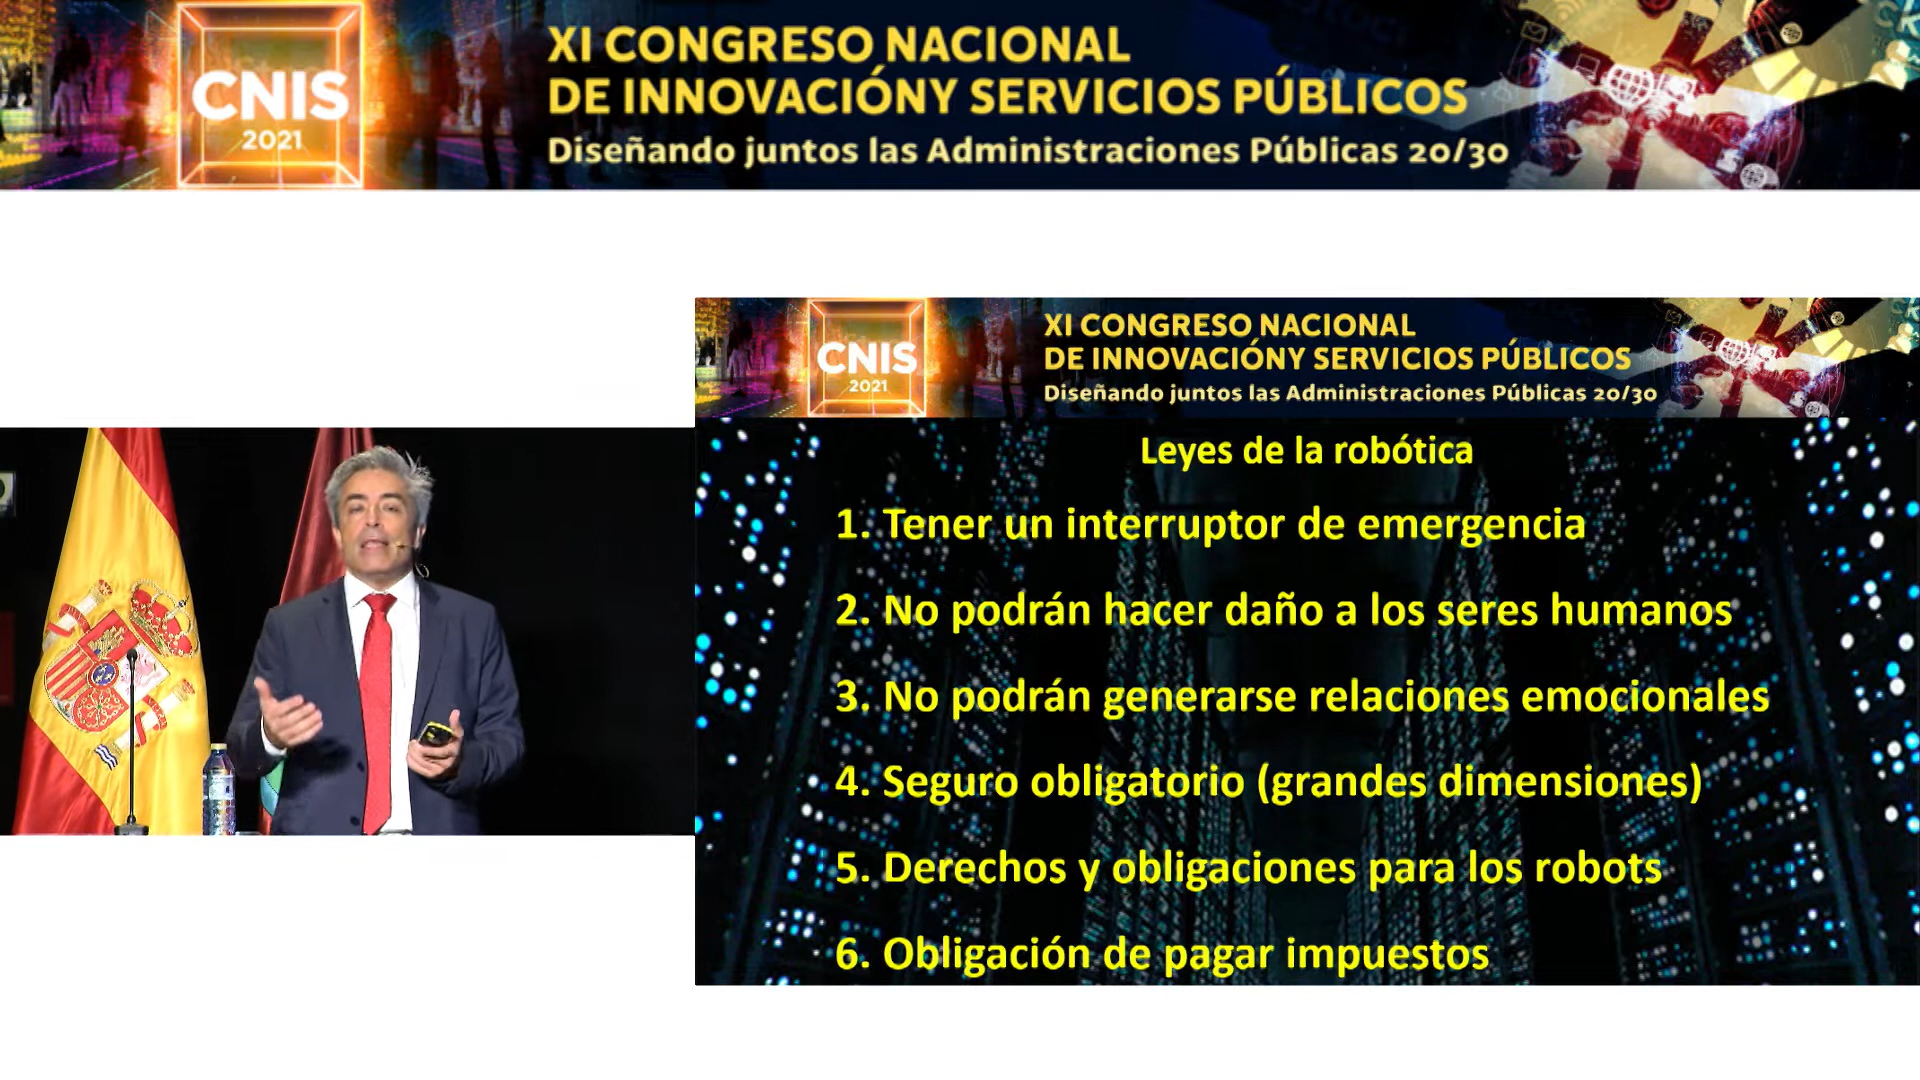 CNIS
2021
XI CONGRESO NACIONAL
DE INNOVACIÓNY SERVICIOS PÚBLICOS
Diseñando juntos las Administraciones Públicas 20/30
CNIS
2021
XI CONGRESO NACIONAL
DE INNOVACIÓNY SERVICIOS PÚBLICOS
Diseñando juntos las Administraciones Públicas 20/30
Leyes de la robótica
1. Tener un interruptor de emergencia
2. No podrán hacer daño a los seres humanos
3. No podrán generarse relaciones emocionales
4. Seguro obligatorio (grandes dimensiones)
5. Derechos y obligaciones para los robots
6. Obligación de pagar impuestos